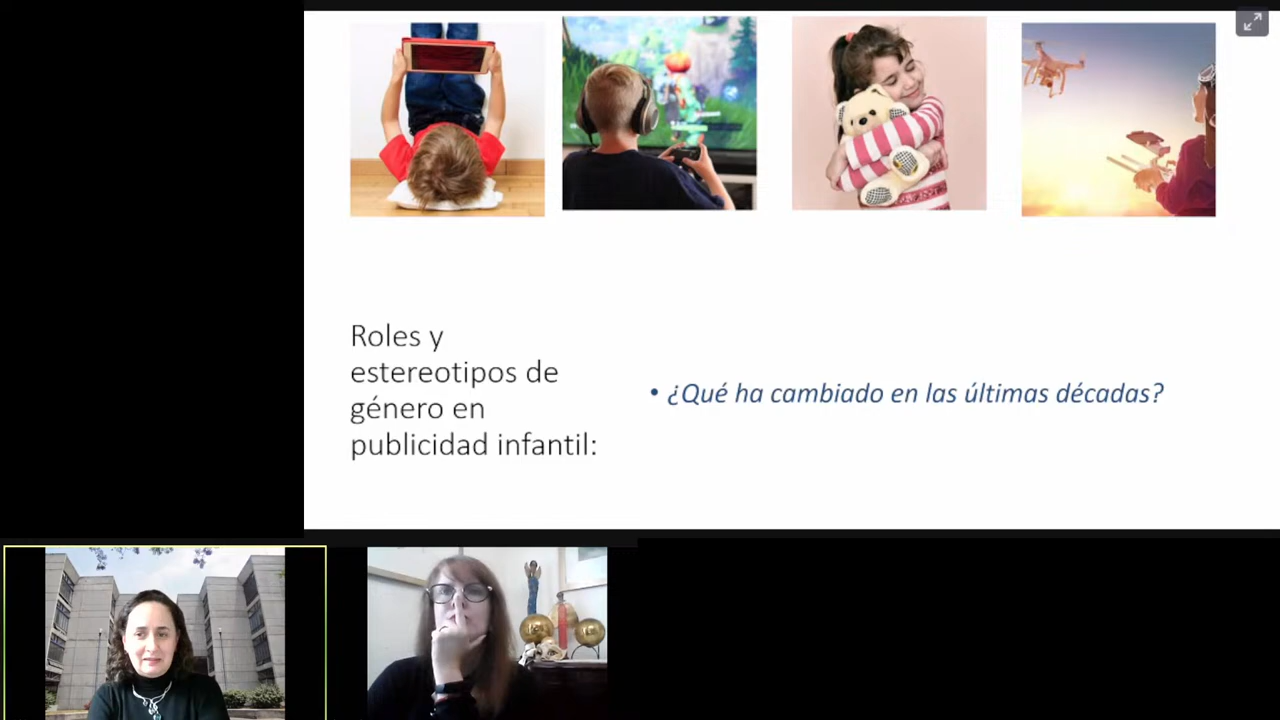 Roles y
estereotipos de
género en
publicidad infantil:
• ¿Qué ha cambiado en las últimas décadas?